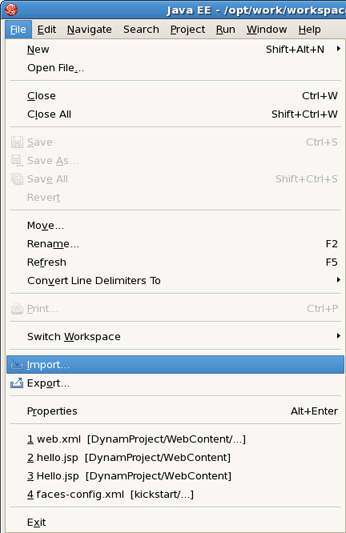 Java EE - /opt/work/workspac
File Edit Navigate Search Project Run Window Help
New Shift+Alt+N
Open File...
Close Ctrl+W
Close All Shift+Ctrl+W
Save Ctrl+S
Save As...
Save All Shift+Ctrl+S
Revert
Move...
Rename... F2
Refresh F5
Convert Line Delimiters To
Print... Ctrl+P
Switch Workspace
Import...
Export...
Properties Alt+Enter
1 web.xml [DynamProject/WebContent/...]
2 hello.jsp [DynamProject/WebContent]
3 Hello.jsp [DynamProject/WebContent]
4 faces-config.xml [kickstart/...]
Exit